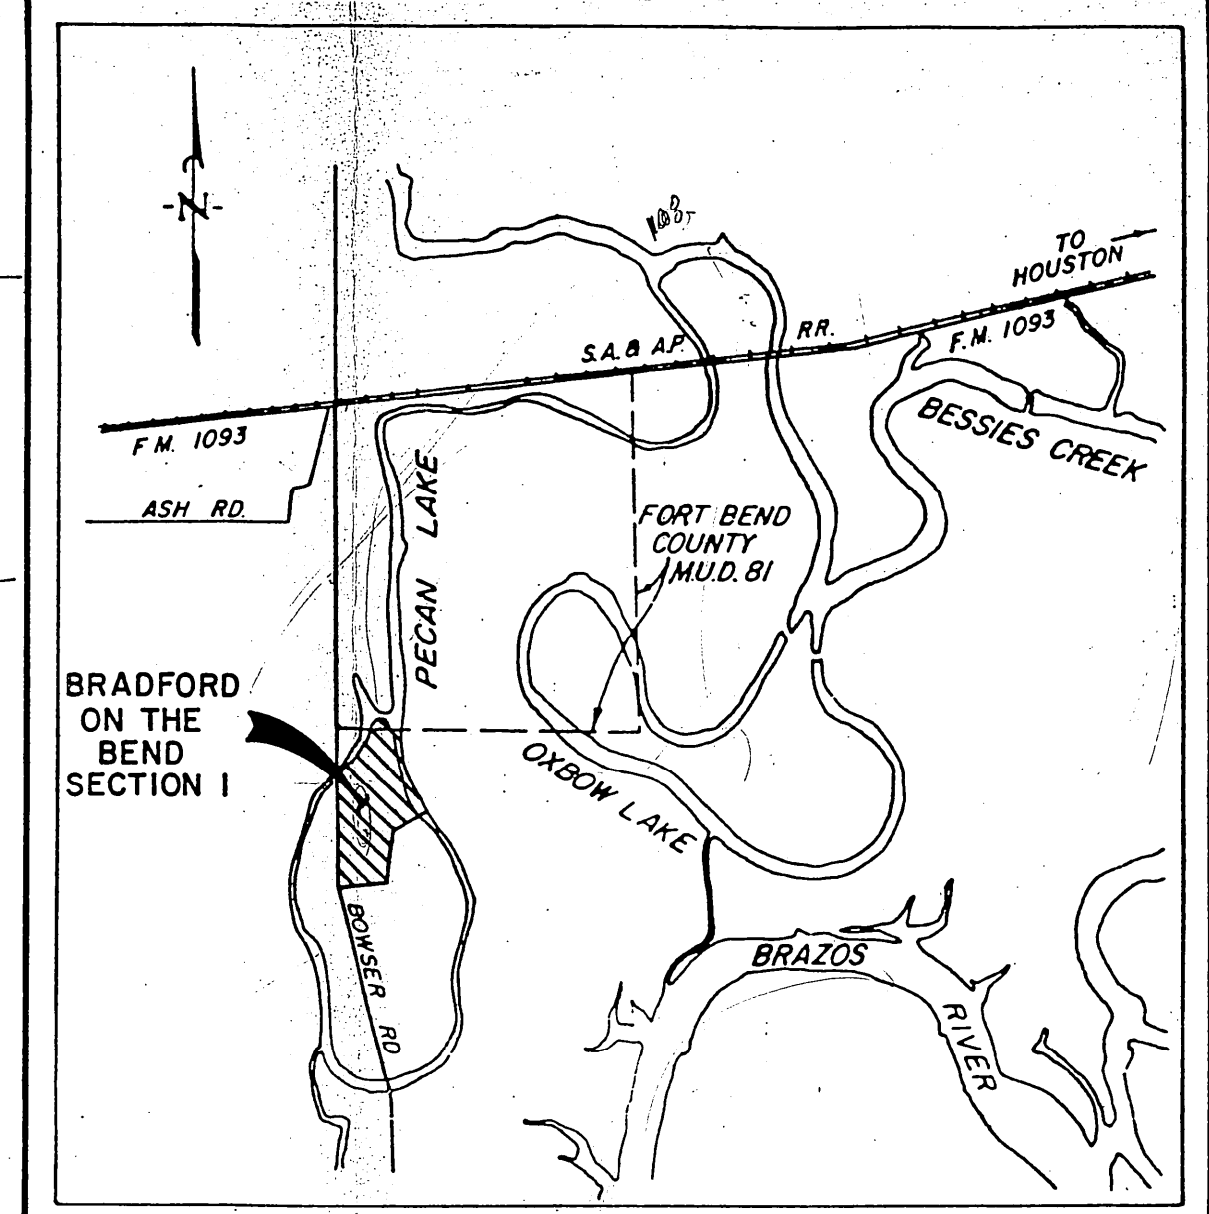 -N-
TO
HOUSTON
S.A. & A.P.
RR.
F.M. 1093
F.M. 1093
BESSIES CREEK
ASH RD.
PECAN LAKE
FORT BEND
COUNTY
M.U.D. 81
BRADFORD
ON THE
BEND
SECTION 1
OXBOW LAKE
BOWSER RD
BRAZOS
RIVER